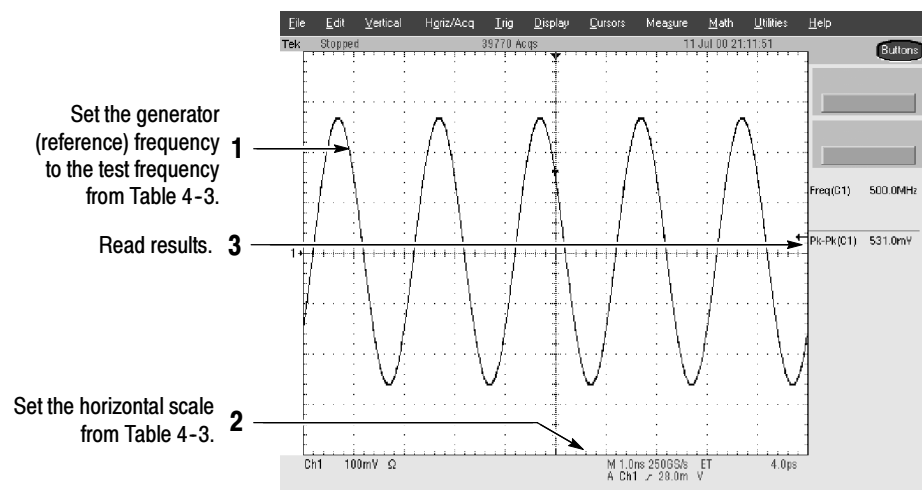 File Edit Vertical Horiz/Acq Trig Display Cursors Measure Math Utilities Help
Tek Stopped 39770 Acqs 11 Jul 00 21:11:51
Buttons
Set the generator
(reference) frequency
to the test frequency
from Table 4-3.
1
Freq(C1) 500.0MHz
Read results. 3
Pk-Pk(C1) 531.0mV
1
Set the horizontal scale
from Table 4-3.
2
Ch1 100mV Ω M 1.0ns 250GS/s ET 4.0ps
A Ch1 28.0m V